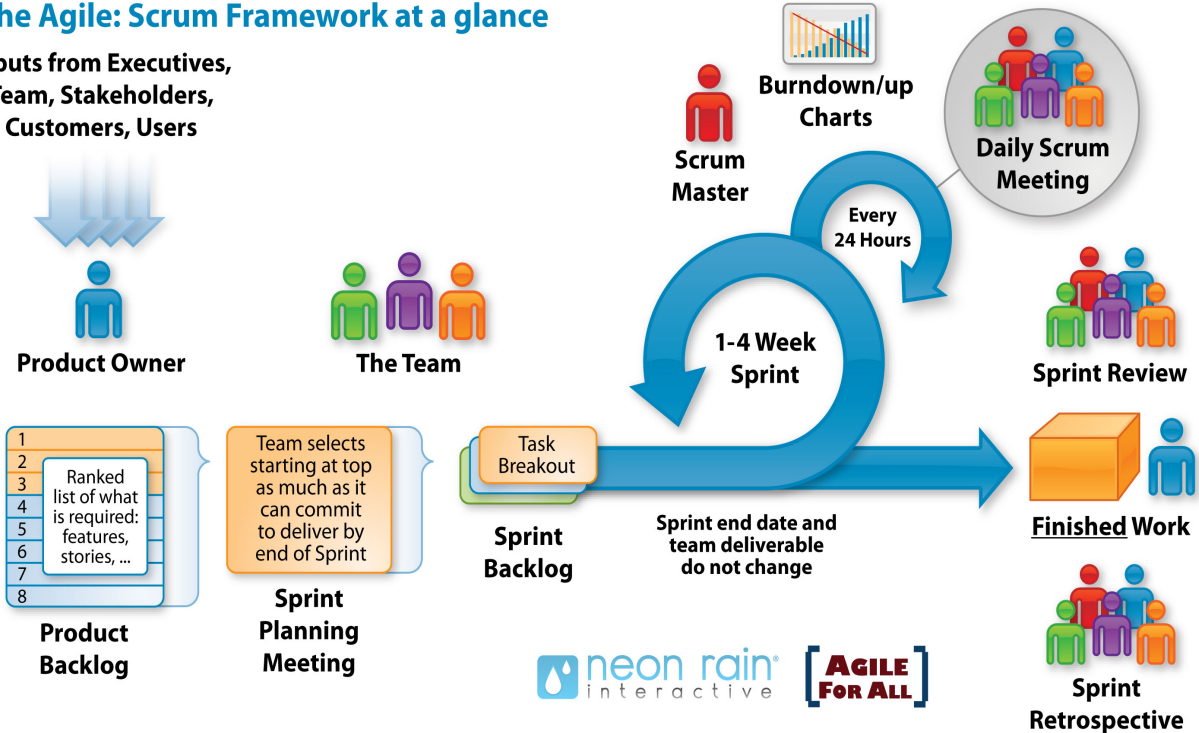 he Agile: Scrum Framework at a glance
puts from Executives,
Team, Stakeholders,
Customers, Users
Product Owner
The Team
Scrum
Master
Burndown/up
Charts
Daily Scrum
Meeting
Every
24 Hours
1-4 Week
Sprint
Sprint Review
1
2
3
4
5
6
7
8
Ranked
list of what
is required:
features,
stories, ...
Product
Backlog
Team selects
starting at top
as much as it
can commit
to deliver by
end of Sprint
Sprint
Planning
Meeting
Task
Breakout
Sprint
Backlog
Sprint end date and
team deliverable
do not change
Finished Work
Sprint
Retrospective
neon rain®
interactive
AGILE
FOR ALL